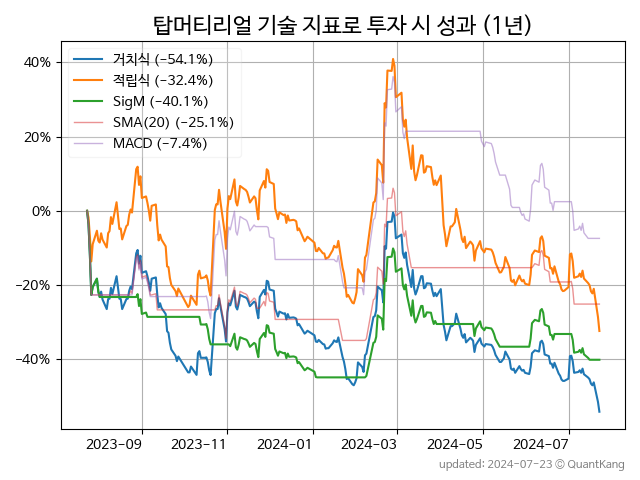 탑머티리얼 기술 지표로 투자 시 성과 (1년)
거치식 (−54.1%)
적립식 (−32.4%)
SigM (−40.1%)
SMA(20) (−25.1%)
MACD (−7.4%)
40%
20%
0%
−20%
−40%
2023−09 2023−11 2024−01 2024−03 2024−05 2024−07
updated: 2024−07−23 © QuantKang